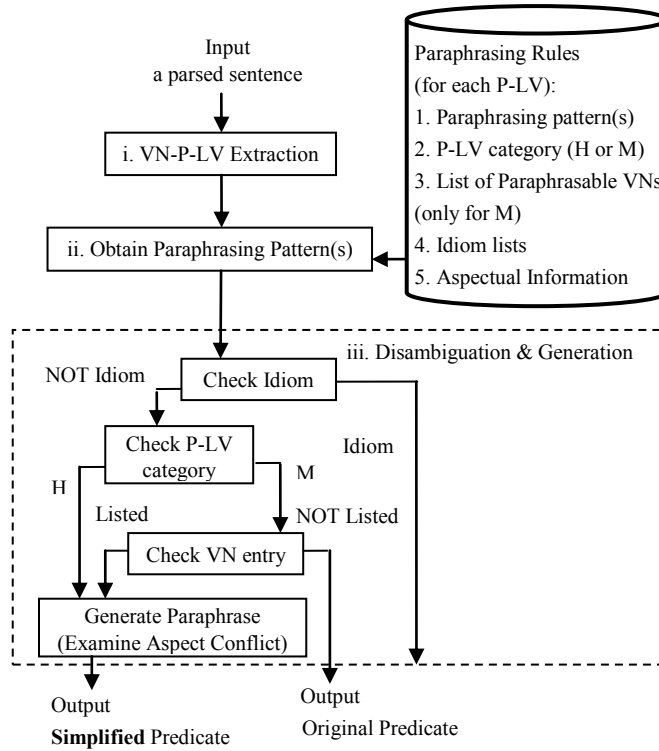 Input
a parsed sentence
i. VN-P-LV Extraction
ii. Obtain Paraphrasing Pattern(s)
Paraphrasing Rules
(for each P-LV):
1. Paraphrasing pattern(s)
2. P-LV category (H or M)
3. List of Paraphrasable VNs
(only for M)
4. Idiom lists
5. Aspectual Information
iii. Disambiguation & Generation
NOT Idiom
Check Idiom
Idiom
Check P-LV
category
H
M
Listed
NOT Listed
Check VN entry
Generate Paraphrase
(Examine Aspect Conflict)
Output
Simplified Predicate
Output
Original Predicate